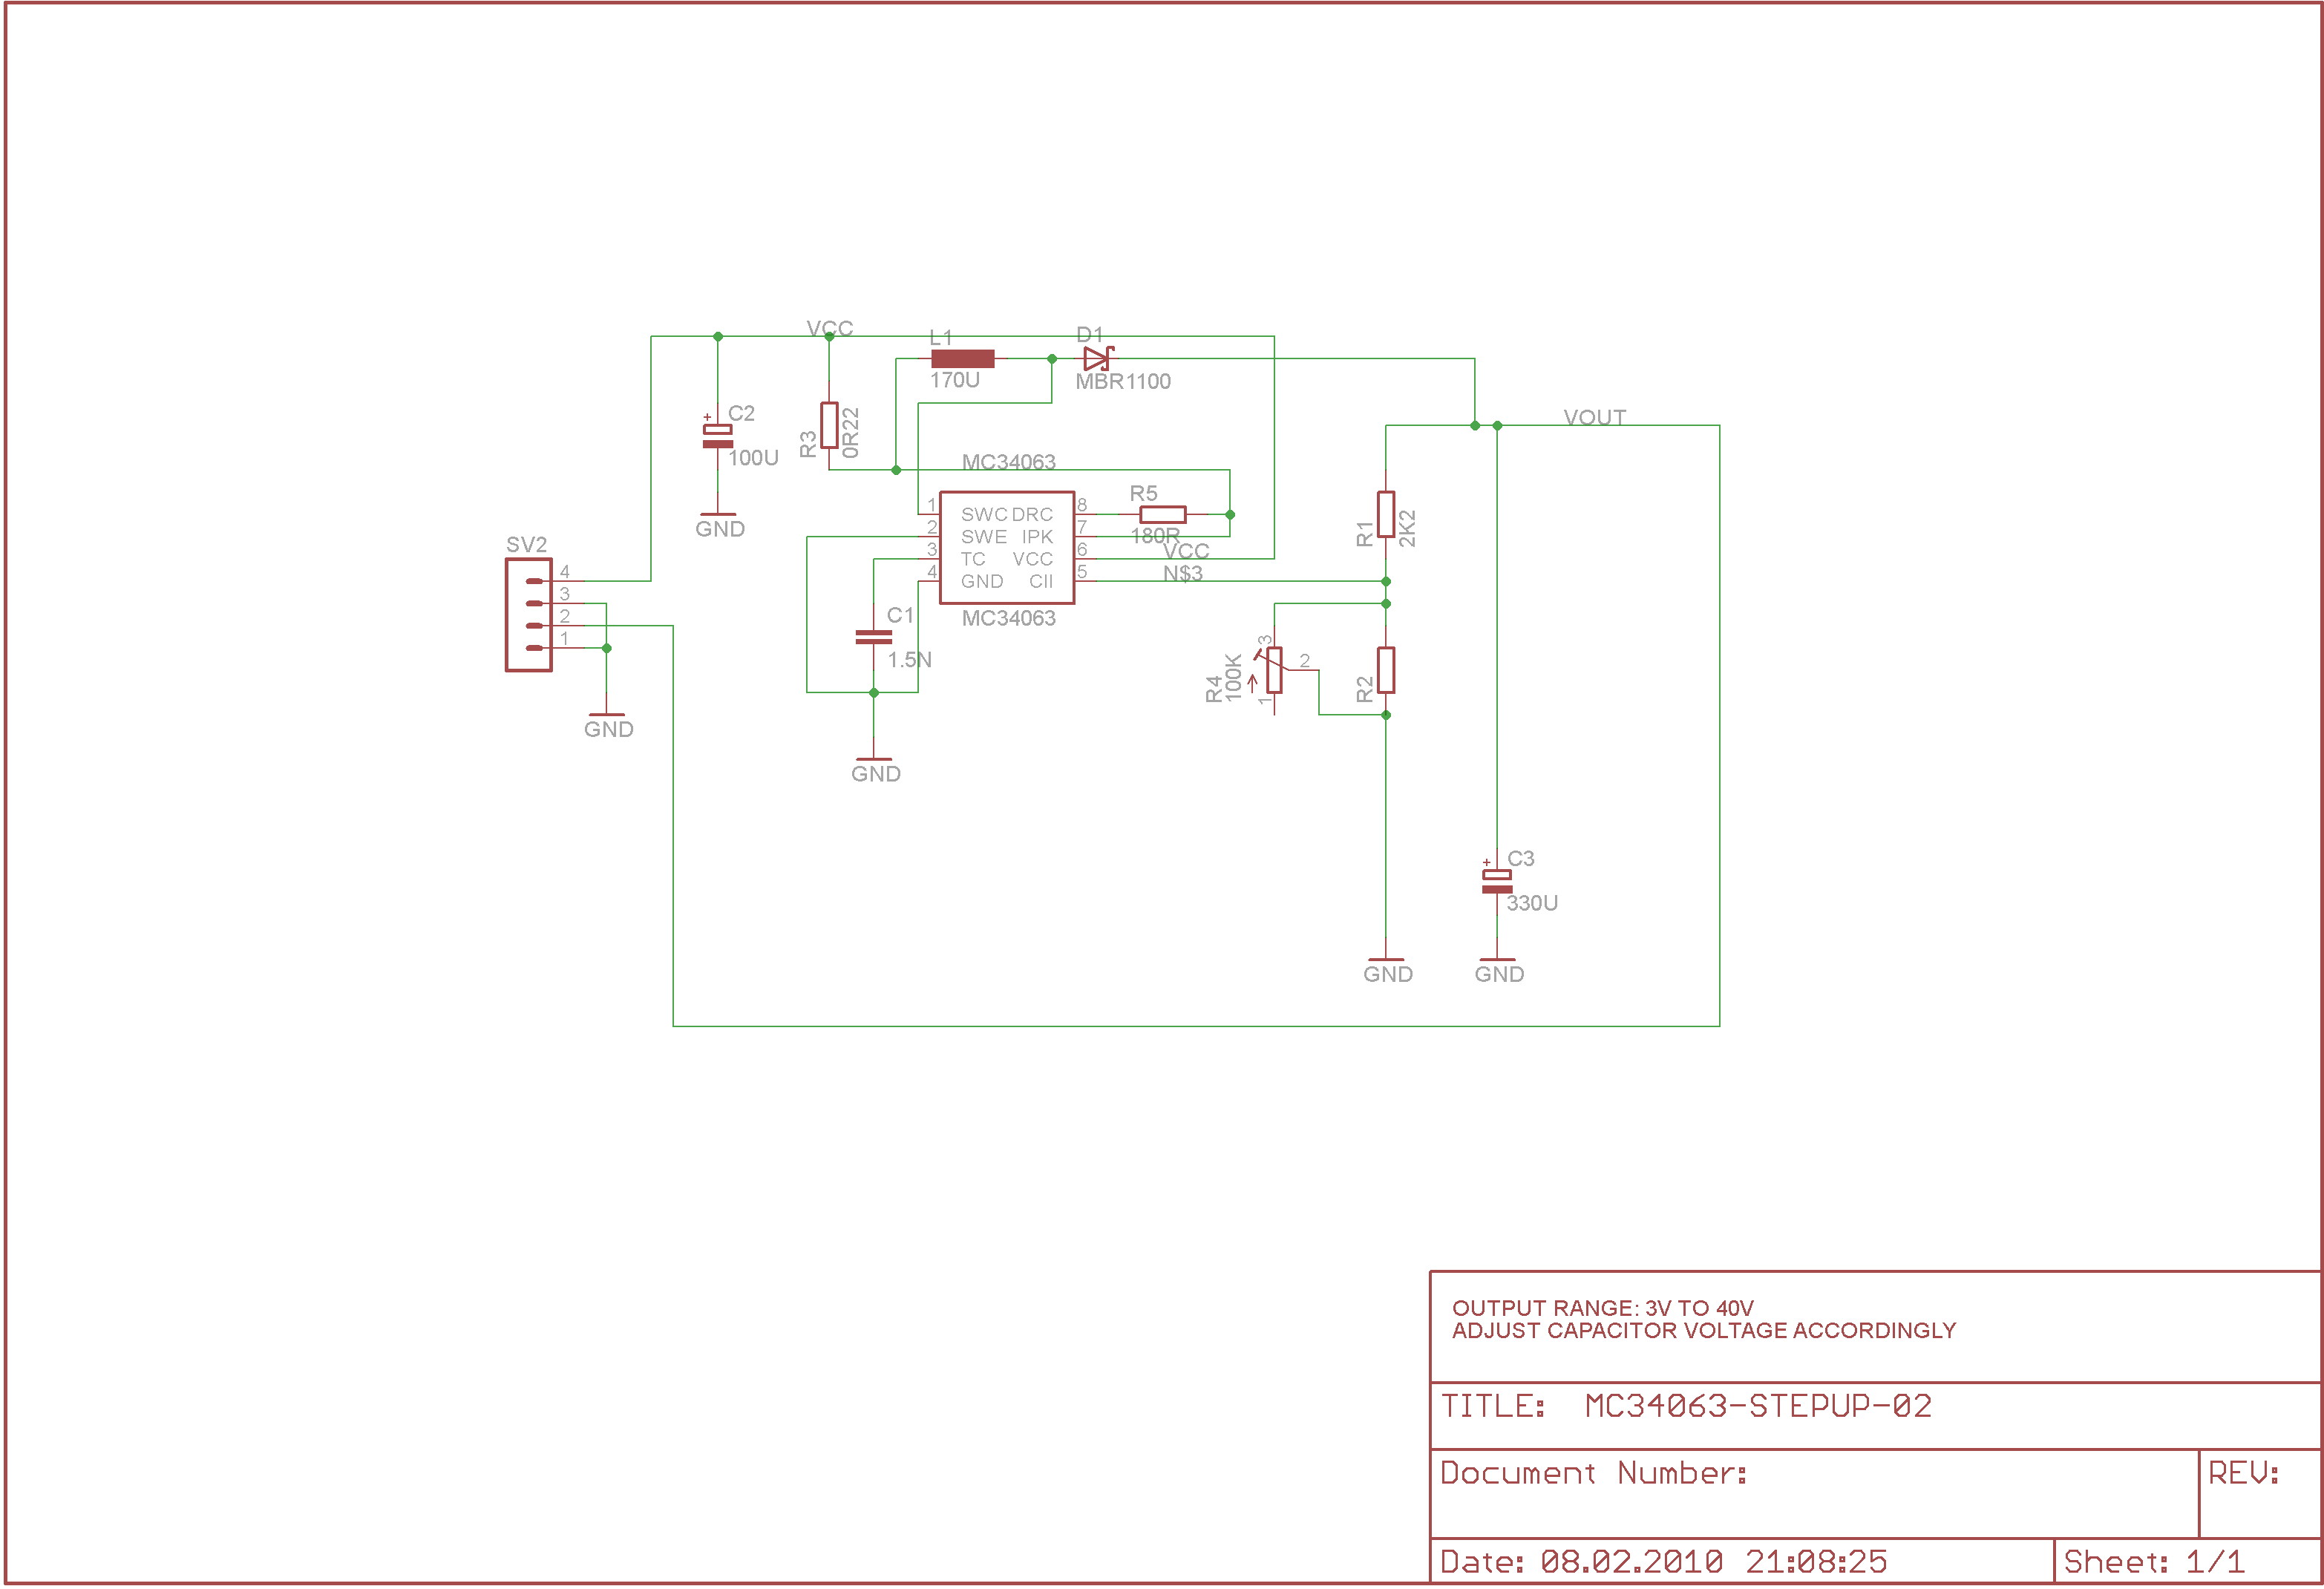 VCC
L1
D1
170U
MBR1100
+
C2
100U
R3
0R22
VOUT
GND
MC34063
R5
180R
1 SWC DRC 8
2 SWE IPK 7
3 TC VCC 6
4 GND CII 5
VCC
N$3
MC34063
R1
2K2
SV2
4
3
2
1
GND
C1
1.5N
GND
R4
100K
3
2
1
R2
+
C3
330U
GND
GND
OUTPUT RANGE: 3V TO 40V
ADJUST CAPACITOR VOLTAGE ACCORDINGLY
TITLE: MC34063-STEPUP-02
Document Number:
REV:
Date: 08.02.2010 21:08:25
Sheet: 1/1